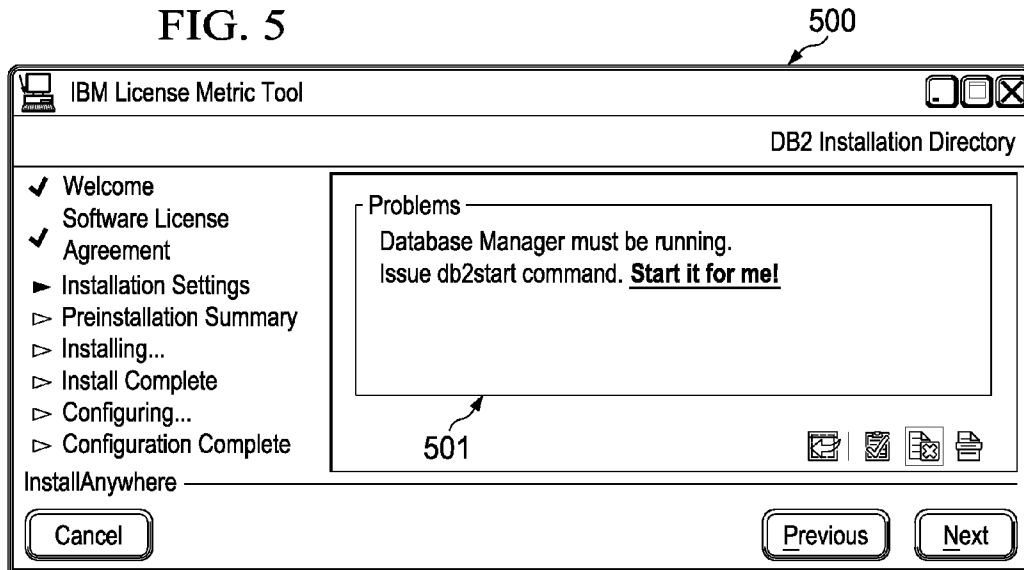 FIG. 5
500
IBM License Metric Tool
DB2 Installation Directory
Welcome
Software License
Agreement
Installation Settings
Preinstallation Summary
Installing...
Install Complete
Configuring...
Configuration Complete
Problems
Database Manager must be running.
Issue db2start command. Start it for me!
501
InstallAnywhere
Cancel
Previous
Next